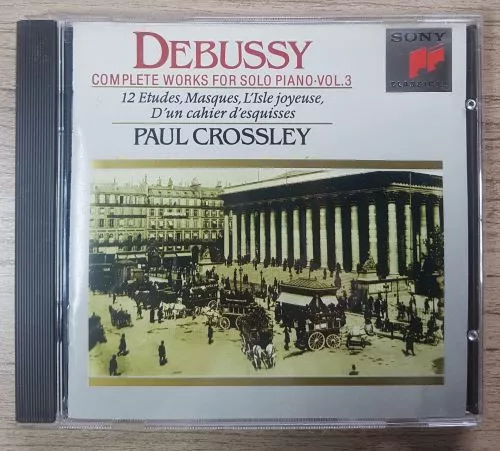 DEBUSSY
COMPLETE WORKS FOR SOLO PIANO·VOL.3
12 Etudes, Masques, L'Isle joyeuse,
D'un cahier d'esquisses
PAUL CROSSLEY
SONY
CLASSICAL